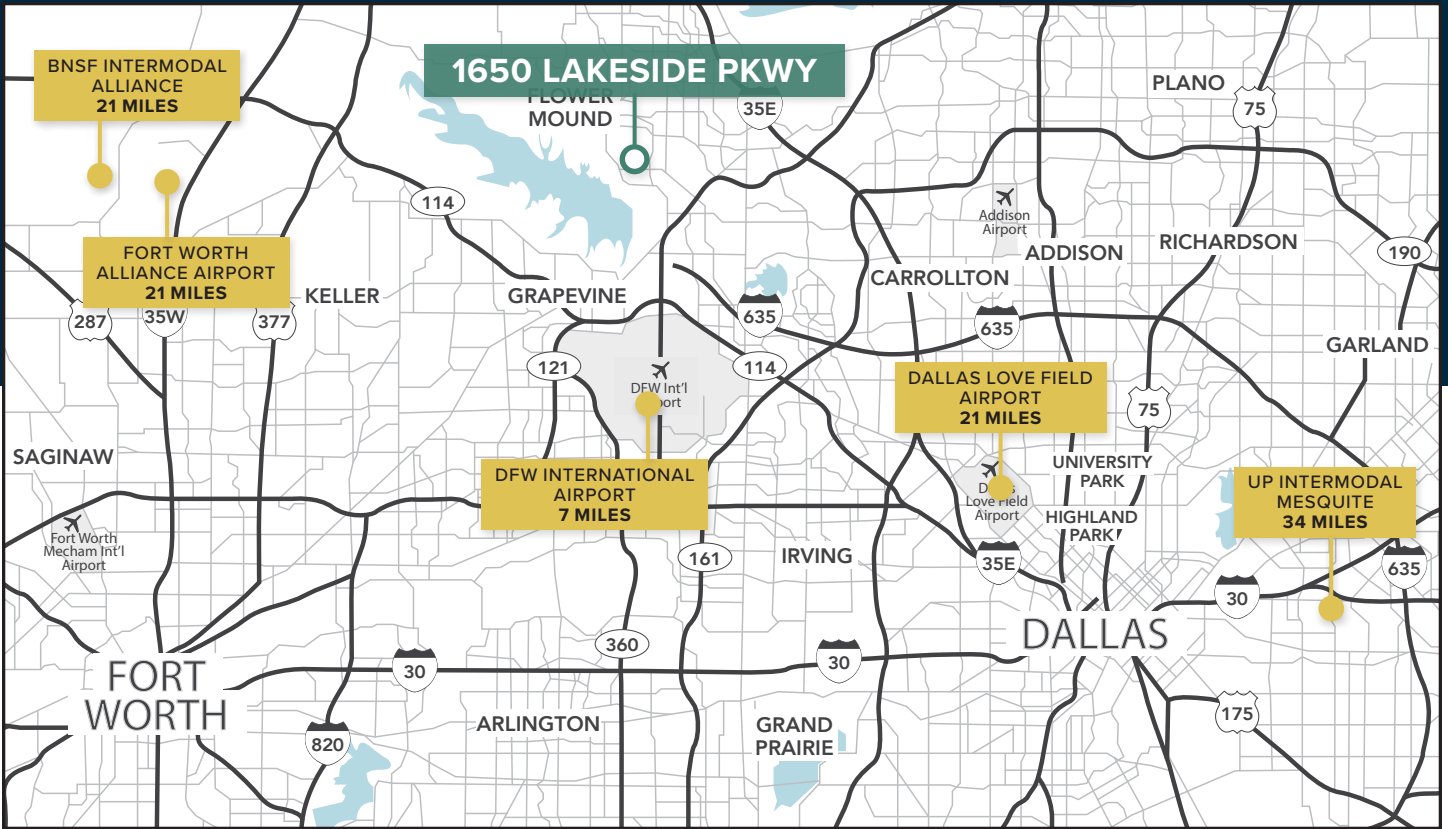 BNSF INTERMODAL
ALLIANCE
21 MILES
1650 LAKESIDE PKWY
FLOWER
MOUND
35E
PLANO
75
114
Addison
Airport
FORT WORTH
ALLIANCE AIRPORT
21 MILES
ADDISON
RICHARDSON
190
KELLER
GRAPEVINE
CARROLLTON
287
35W
377
635
635
GARLAND
121
DFW Int'l
114
DALLAS LOVE FIELD
AIRPORT
21 MILES
75
SAGINAW
DFW INTERNATIONAL
AIRPORT
7 MILES
UNIVERSITY
PARK
UP INTERMODAL
MESQUITE
34 MILES
Love Field
Airport
HIGHLAND
PARK
Fort Worth
Mecham Int'l
Airport
161
IRVING
35E
635
30
360
DALLAS
30
30
FORT
WORTH
ARLINGTON
GRAND
PRAIRIE
175
820